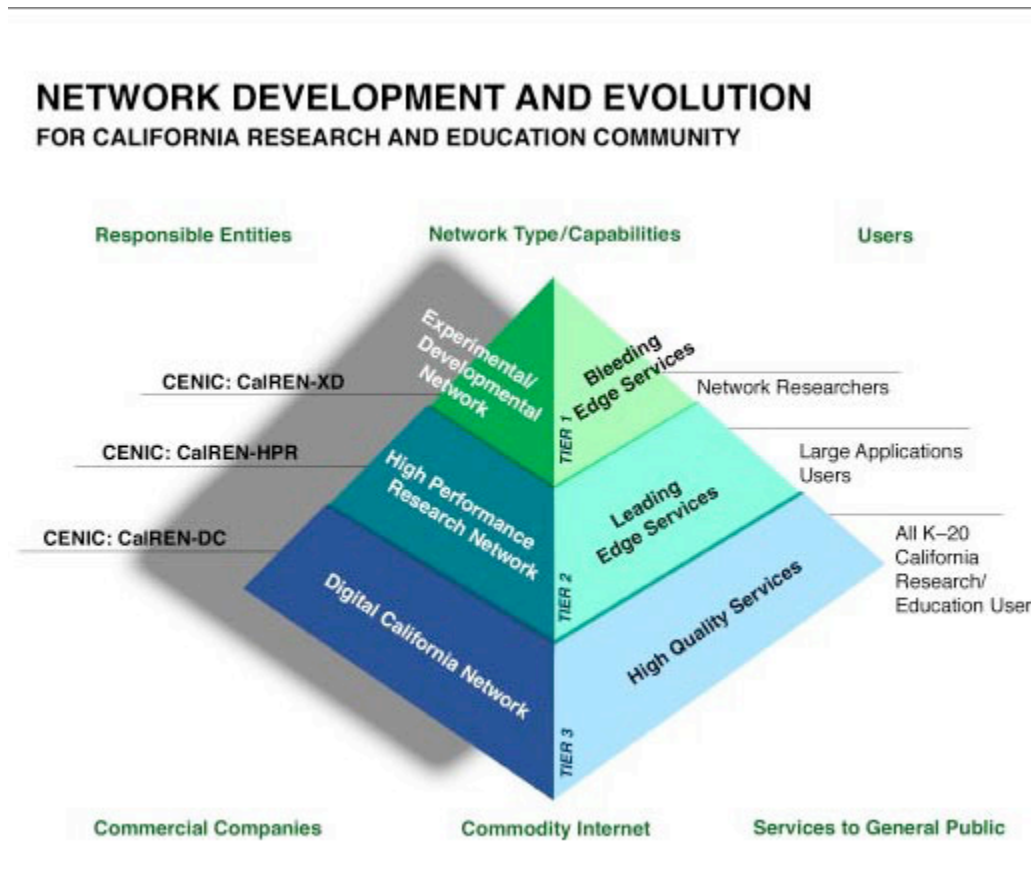 NETWORK DEVELOPMENT AND EVOLUTION
FOR CALIFORNIA RESEARCH AND EDUCATION COMMUNITY
Responsible Entities
Network Type/Capabilities
Users
Experimental/
Developmental
Network
Bleeding
Edge Services
TIER 1
CENIC: CalREN-XD
Network Researchers
CENIC: CalREN-HPR
High Performance
Research Network
Leading
Edge Services
TIER 2
Large Applications
Users
CENIC: CalREN-DC
Digital California Network
High Quality Services
TIER 3
All K–20
California
Research/
Education User
Commercial Companies
Commodity Internet
Services to General Public